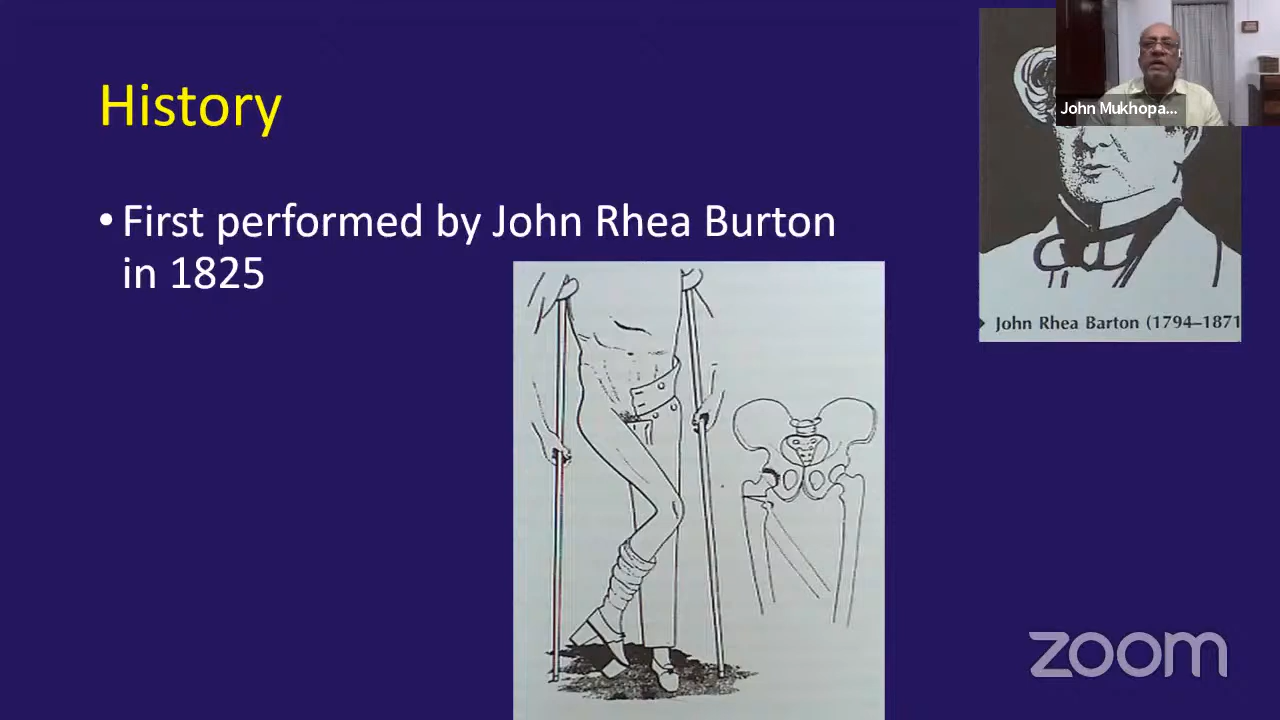 History
• First performed by John Rhea Burton
in 1825
John Mukhopa...
John Rhea Barton (1794–1871
zoom